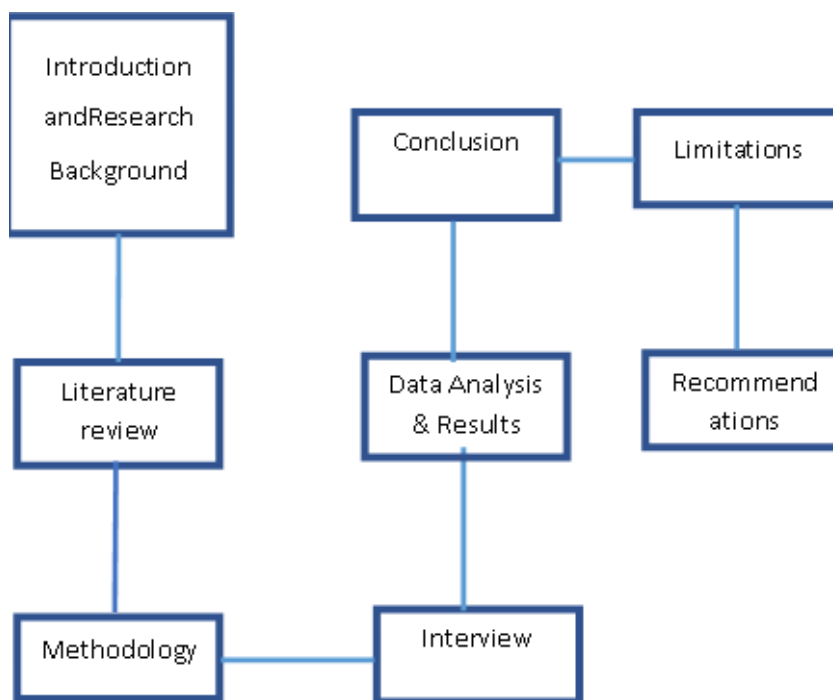 Introduction
andResearch
Background
Literature
review
Methodology
Interview
Data Analysis
& Results
Conclusion
Limitations
Recommend
ations